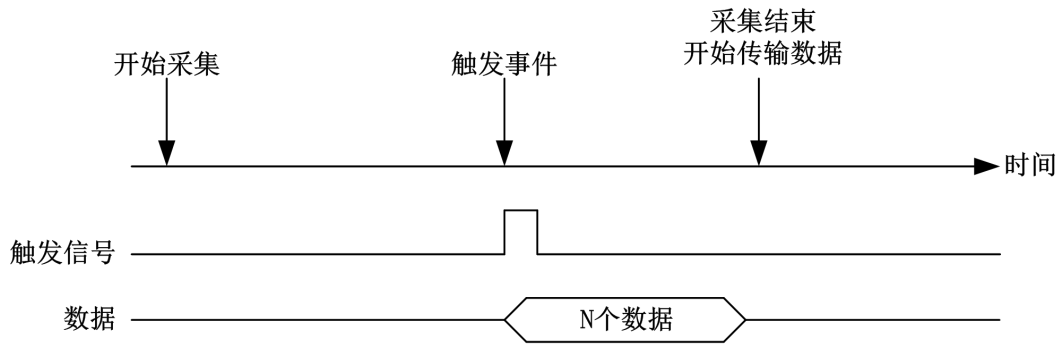 开始采集
触发事件
采集结束
开始传输数据
时间
触发信号
数据
N个数据